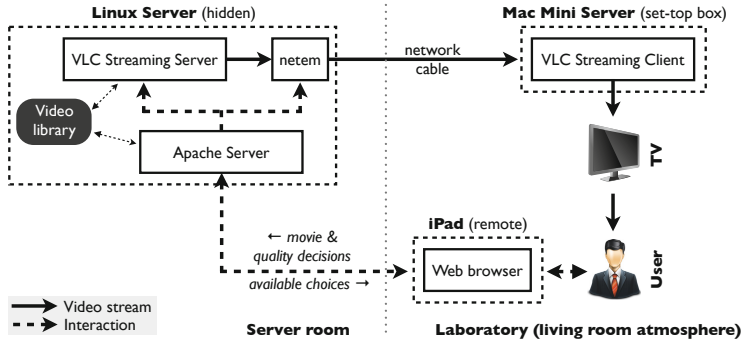 Linux Server (hidden)
Mac Mini Server (set-top box)
VLC Streaming Server
netem
network
cable
VLC Streaming Client
Video
library
Apache Server
TV
← movie &
quality decisions
available choices →
iPad (remote)
Web browser
User
Video stream
Interaction
Server room
Laboratory (living room atmosphere)